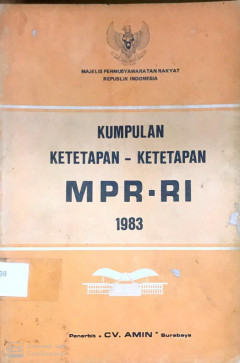 MAJELIS PERMUSYAWARATAN RAKYAT
REPUBLIK INDONESIA
KUMPULAN
KETETAPAN - KETETAPAN
MPR-RI
1983
Penerbit "CV. AMIN" Surabaya